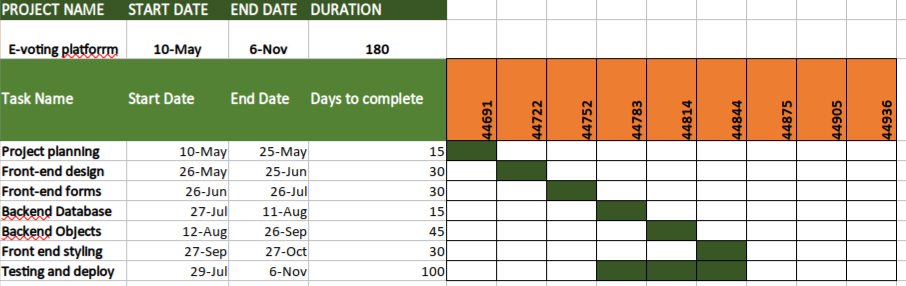 PROJECT NAME START DATE END DATE DURATION
E-voting platforrm 10-May 6-Nov 180
Task Name Start Date End Date Days to complete 44691 44722 44752 44783 44814 44844 44875 44905 44936
Project planning 10-May 25-May 15
Front-end design 26-May 25-Jun 30
Front-end forms 26-Jun 26-Jul 30
Backend Database 27-Jul 11-Aug 15
Backend Objects 12-Aug 26-Sep 45
Front end styling 27-Sep 27-Oct 30
Testing and deploy 29-Jul 6-Nov 100